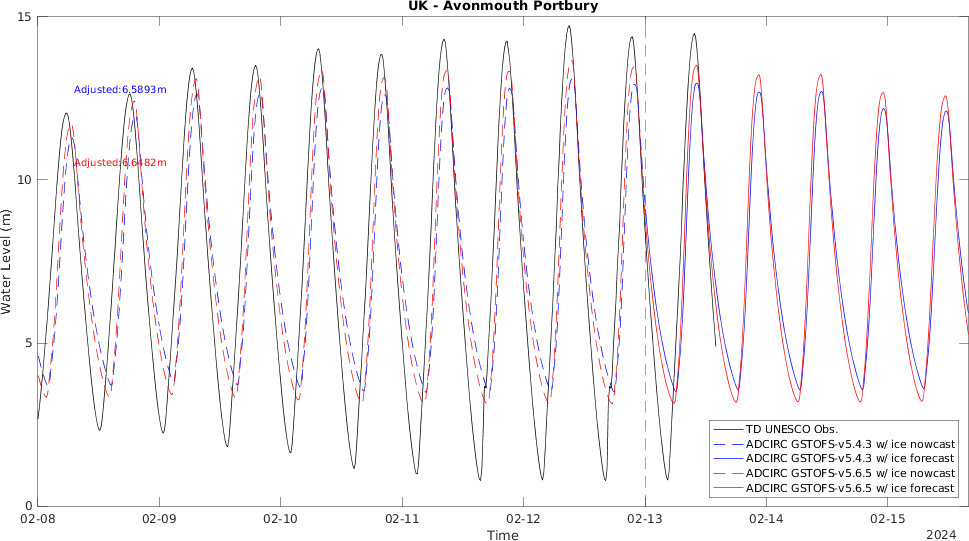 UK - Avonmouth Portbury
15
Adjusted:6.5893m
Adjusted:6.6482m
10
Water Level (m)
5
TD UNESCO Obs.
ADCIRC GSTOFS-v5.4.3 w/ ice nowcast
ADCIRC GSTOFS-v5.4.3 w/ ice forecast
ADCIRC GSTOFS-v5.6.5 w/ ice nowcast
ADCIRC GSTOFS-v5.6.5 w/ ice forecast
0
02-08 02-09 02-10 02-11 02-12 02-13 02-14 02-15
Time
2024